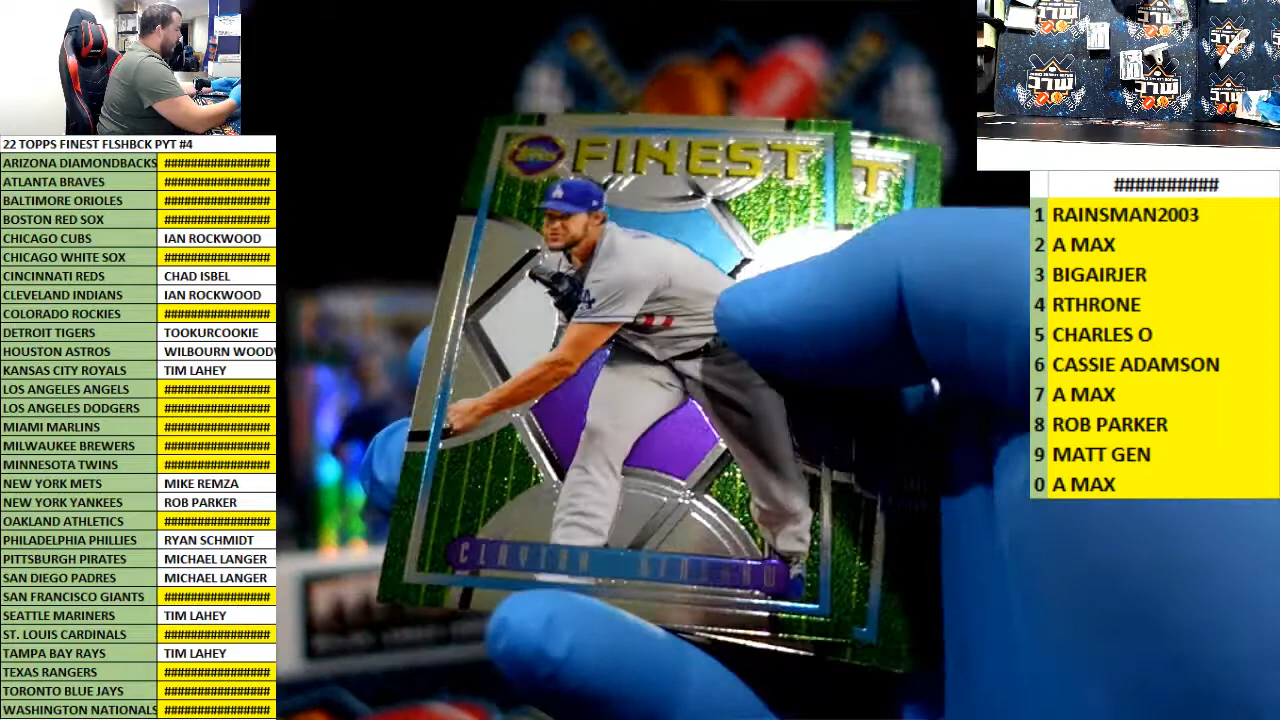 22 TOPPS FINEST FLSHBCK PYT #4
ARIZONA DIAMONDBACKS ################
ATLANTA BRAVES ################
BALTIMORE ORIOLES ################
BOSTON RED SOX ################
CHICAGO CUBS IAN ROCKWOOD
CHICAGO WHITE SOX ################
CINCINNATI REDS CHAD ISBEL
CLEVELAND INDIANS IAN ROCKWOOD
COLORADO ROCKIES ################
DETROIT TIGERS TOOKURCOOKIE
HOUSTON ASTROS WILBOURN WOOD
KANSAS CITY ROYALS TIM LAHEY
LOS ANGELES ANGELS ################
LOS ANGELES DODGERS ################
MIAMI MARLINS ################
MILWAUKEE BREWERS ################
MINNESOTA TWINS ################
NEW YORK METS MIKE REMZA
NEW YORK YANKEES ROB PARKER
OAKLAND ATHLETICS ################
PHILADELPHIA PHILLIES RYAN SCHMIDT
PITTSBURGH PIRATES MICHAEL LANGER
SAN DIEGO PADRES MICHAEL LANGER
SAN FRANCISCO GIANTS ################
SEATTLE MARINERS TIM LAHEY
ST. LOUIS CARDINALS ################
TAMPA BAY RAYS TIM LAHEY
TEXAS RANGERS ################
TORONTO BLUE JAYS ################
WASHINGTON NATIONALS ################
TOPPS FINEST
T
CLAYTON KERSHAW
##########
1 RAINSMAN2003
2 A MAX
3 BIGAIRJER
4 RTHRONE
5 CHARLES O
6 CASSIE ADAMSON
7 A MAX
8 ROB PARKER
9 MATT GEN
0 A MAX